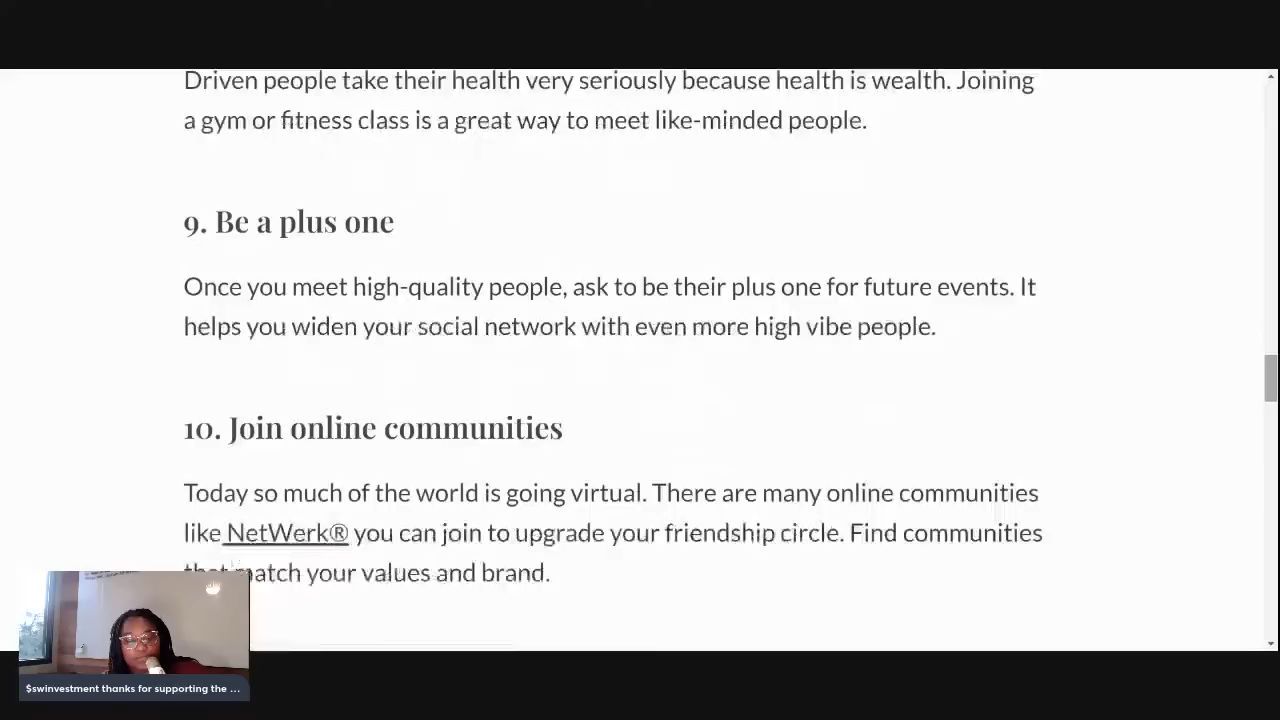 Driven people take their health very seriously because health is wealth. Joining
a gym or fitness class is a great way to meet like-minded people.
9. Be a plus one
Once you meet high-quality people, ask to be their plus one for future events. It
helps you widen your social network with even more high vibe people.
10. Join online communities
Today so much of the world is going virtual. There are many online communities
like NetWerk® you can join to upgrade your friendship circle. Find communities
that match your values and brand.
$swinvestment thanks for supporting the ...